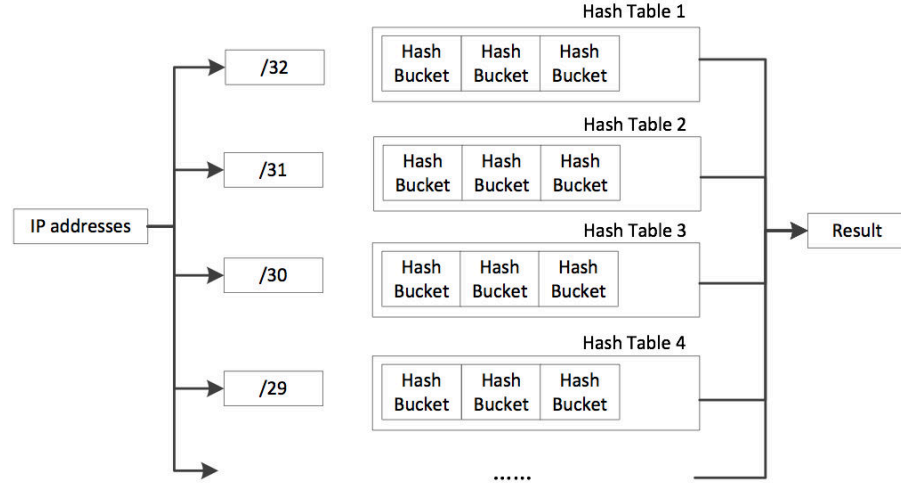 Hash Table 1
/32
Hash Hash Hash
Bucket Bucket Bucket
Hash Table 2
/31
Hash Hash Hash
Bucket Bucket Bucket
IP addresses
Result
Hash Table 3
/30
Hash Hash Hash
Bucket Bucket Bucket
Hash Table 4
/29
Hash Hash Hash
Bucket Bucket Bucket
......